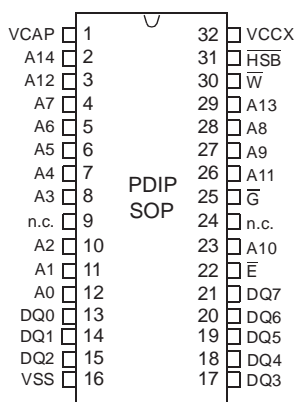 VCAP 1 32 VCCX
A14 2 31 H̅S̅B̅
A12 3 30 W̅
A7 4 29 A13
A6 5 28 A8
A5 6 27 A9
A4 7 26 A11
A3 8 25 G̅
PDIP
SOP
n.c. 9 24 n.c.
A2 10 23 A10
A1 11 22 E̅
A0 12 21 DQ7
DQ0 13 20 DQ6
DQ1 14 19 DQ5
DQ2 15 18 DQ4
VSS 16 17 DQ3